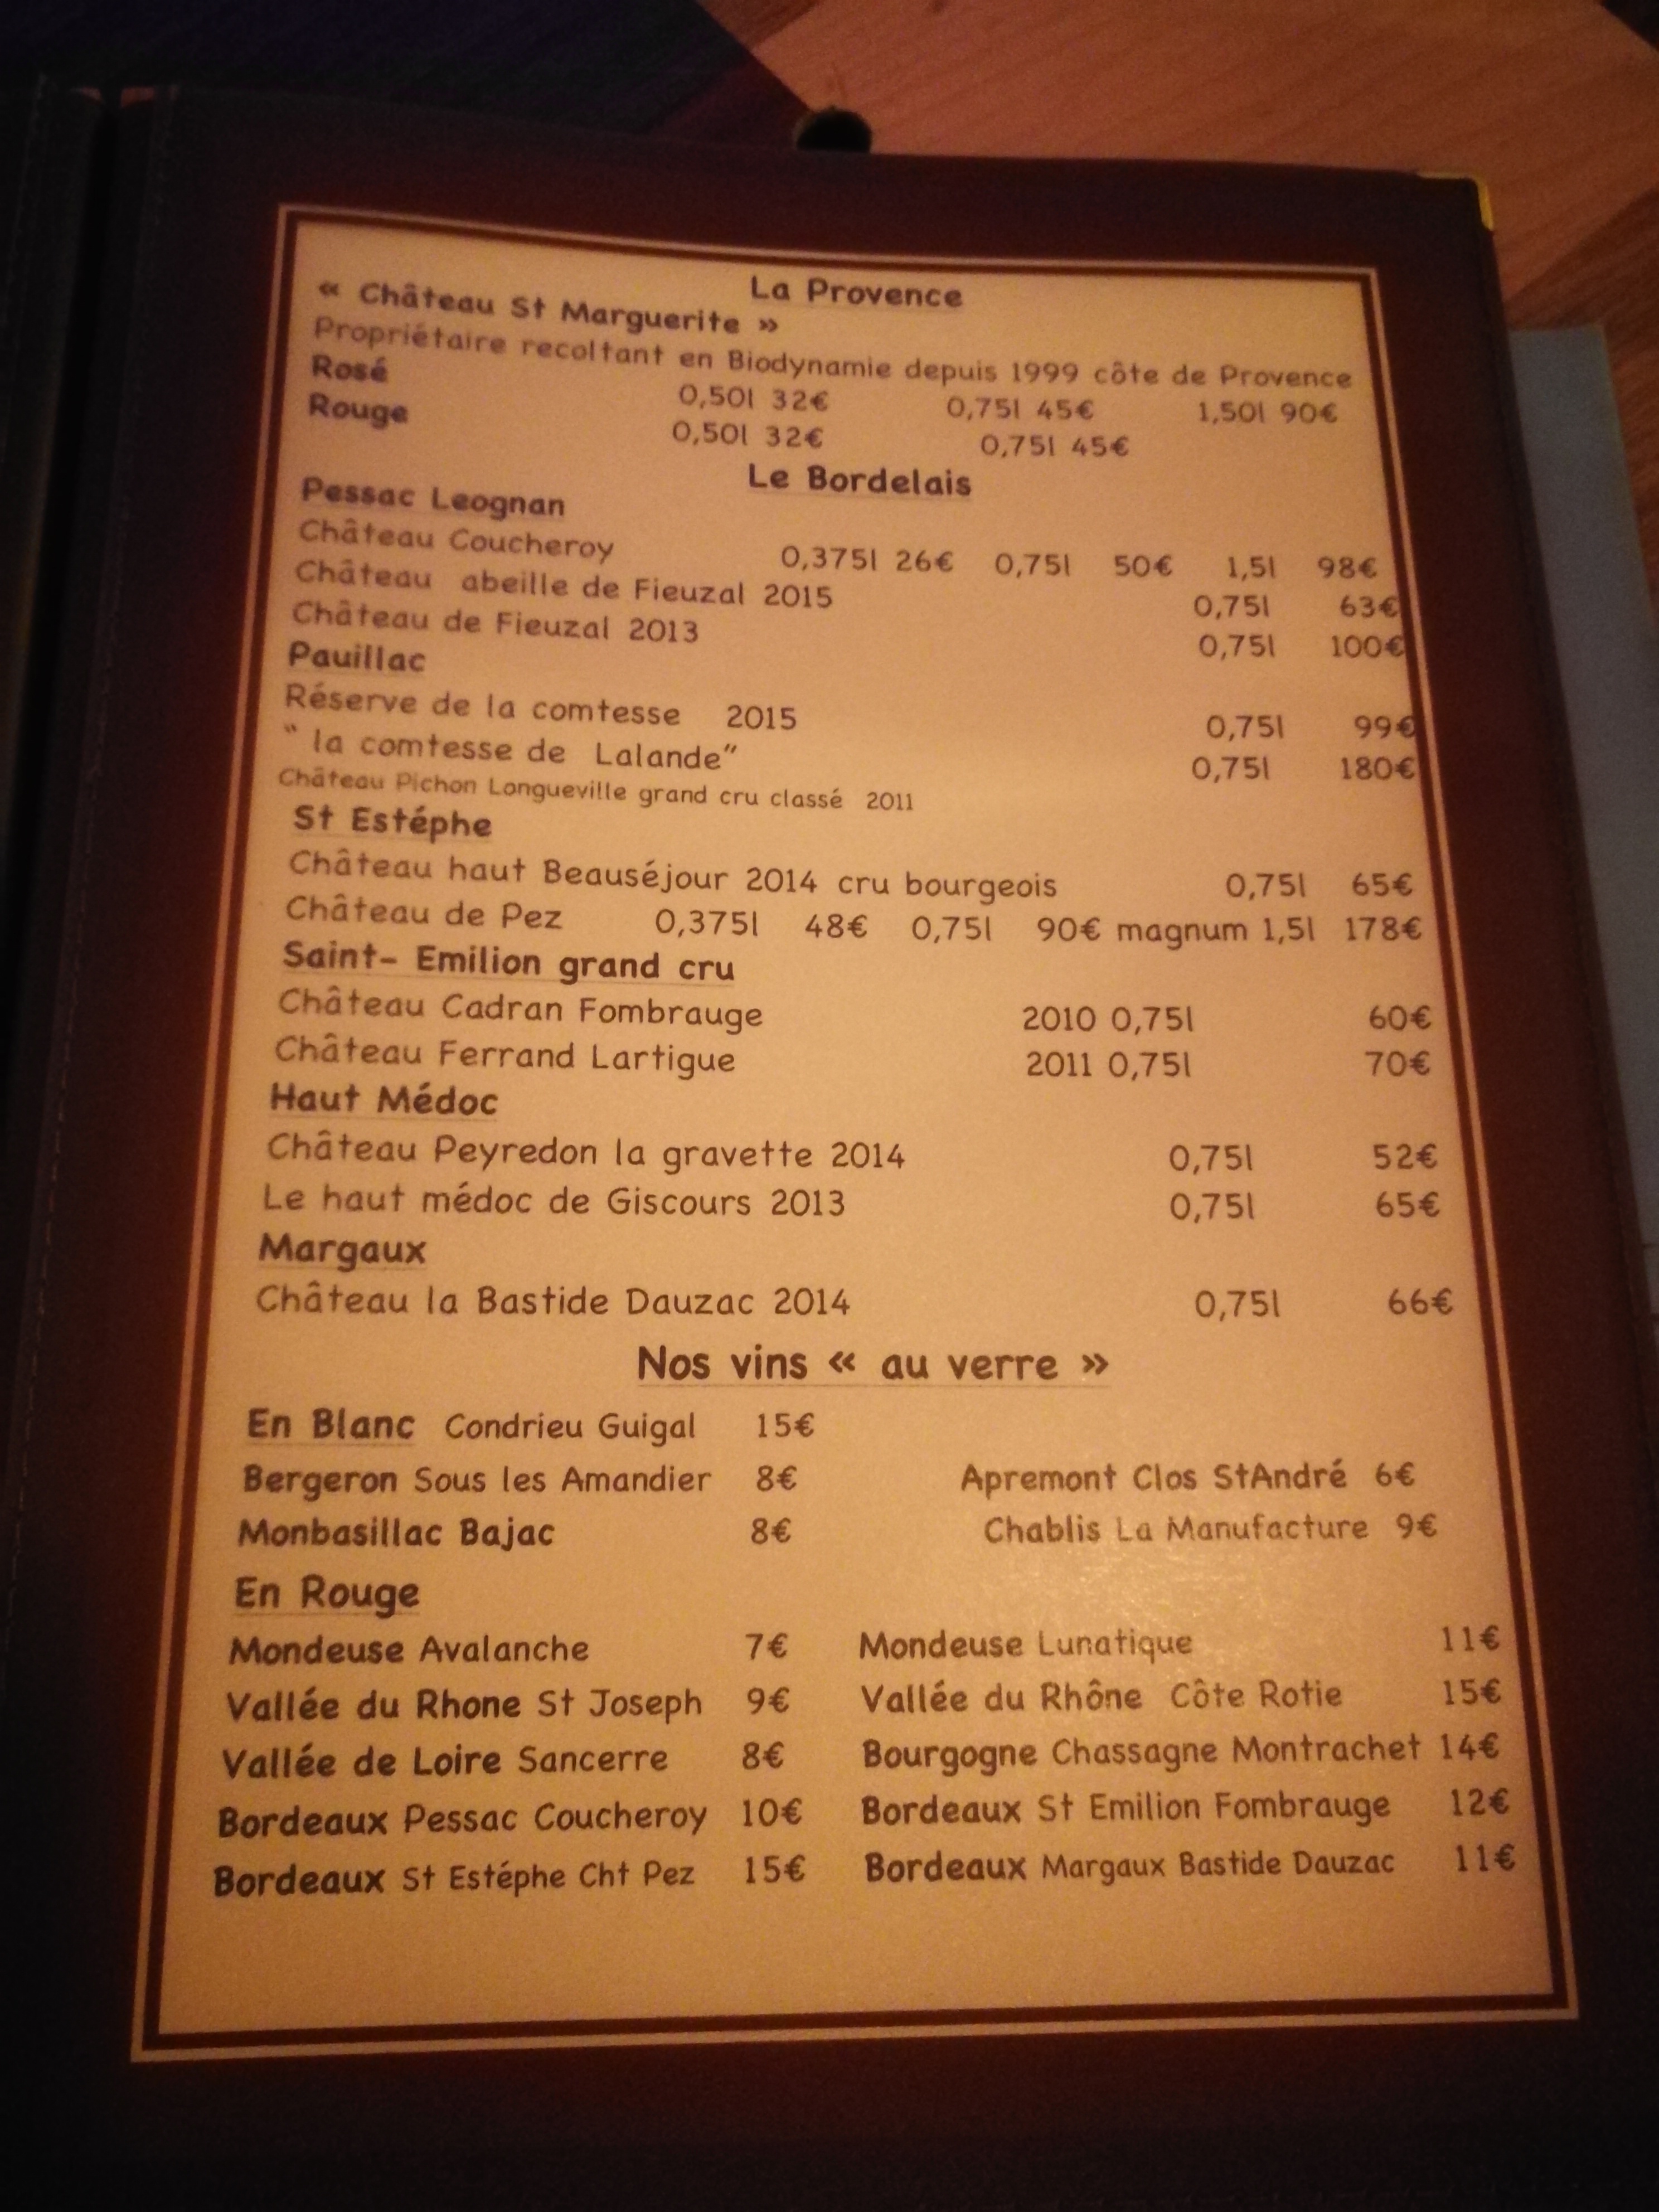 La Provence
« Château St Marguerite »
Propriétaire recoltant en Biodynamie depuis 1999 côte de Provence
Rosé 0,50l 32€ 0,75l 45€ 1,50l 90€
Rouge 0,50l 32€ 0,75l 45€
Le Bordelais
Pessac Leognan
Château Coucheroy 0,375l 26€ 0,75l 50€ 1,5l 98€
Château abeille de Fieuzal 2015 0,75l 63€
Château de Fieuzal 2013 0,75l 100€
Pauillac
Réserve de la comtesse 2015 0,75l 99€
" la comtesse de Lalande" 0,75l 180€
Château Pichon Longueville grand cru classé 2011
St Estéphe
Château haut Beauséjour 2014 cru bourgeois 0,75l 65€
Château de Pez 0,375l 48€ 0,75l 90€ magnum 1,5l 178€
Saint- Emilion grand cru
Château Cadran Fombrauge 2010 0,75l 60€
Château Ferrand Lartigue 2011 0,75l 70€
Haut Médoc
Château Peyredon la gravette 2014 0,75l 52€
Le haut médoc de Giscours 2013 0,75l 65€
Margaux
Château la Bastide Dauzac 2014 0,75l 66€
Nos vins « au verre »
En Blanc Condrieu Guigal 15€
Bergeron Sous les Amandier 8€ Apremont Clos StAndré 6€
Monbasillac Bajac 8€ Chablis La Manufacture 9€
En Rouge
Mondeuse Avalanche 7€ Mondeuse Lunatique 11€
Vallée du Rhone St Joseph 9€ Vallée du Rhône Côte Rotie 15€
Vallée de Loire Sancerre 8€ Bourgogne Chassagne Montrachet 14€
Bordeaux Pessac Coucheroy 10€ Bordeaux St Emilion Fombrauge 12€
Bordeaux St Estéphe Cht Pez 15€ Bordeaux Margaux Bastide Dauzac 11€